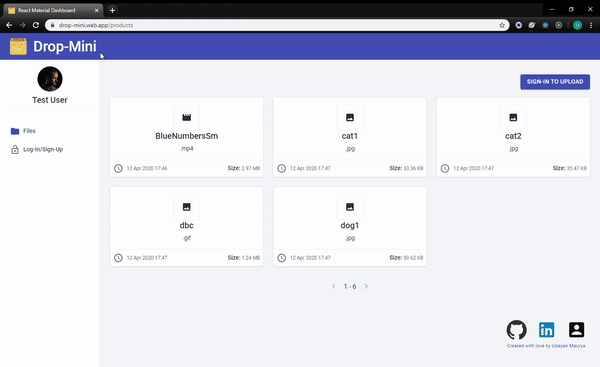 React Material Dashboard
drop-mini.web.app/products
Drop-Mini
SIGN-IN TO UPLOAD
Test User
Files
Log-In/Sign-Up
BlueNumbersSm
.mp4
12 Apr 2020 17:46 Size: 2.97 MB
cat1
.jpg
12 Apr 2020 17:47 Size: 33.36 KB
cat2
.jpg
12 Apr 2020 17:47 Size: 35.47 KB
dbc
.gif
12 Apr 2020 17:47 Size: 1.24 MB
dog1
.jpg
12 Apr 2020 17:47 Size: 50.62 KB
1 - 6
Created with love by Udayan Maurya.